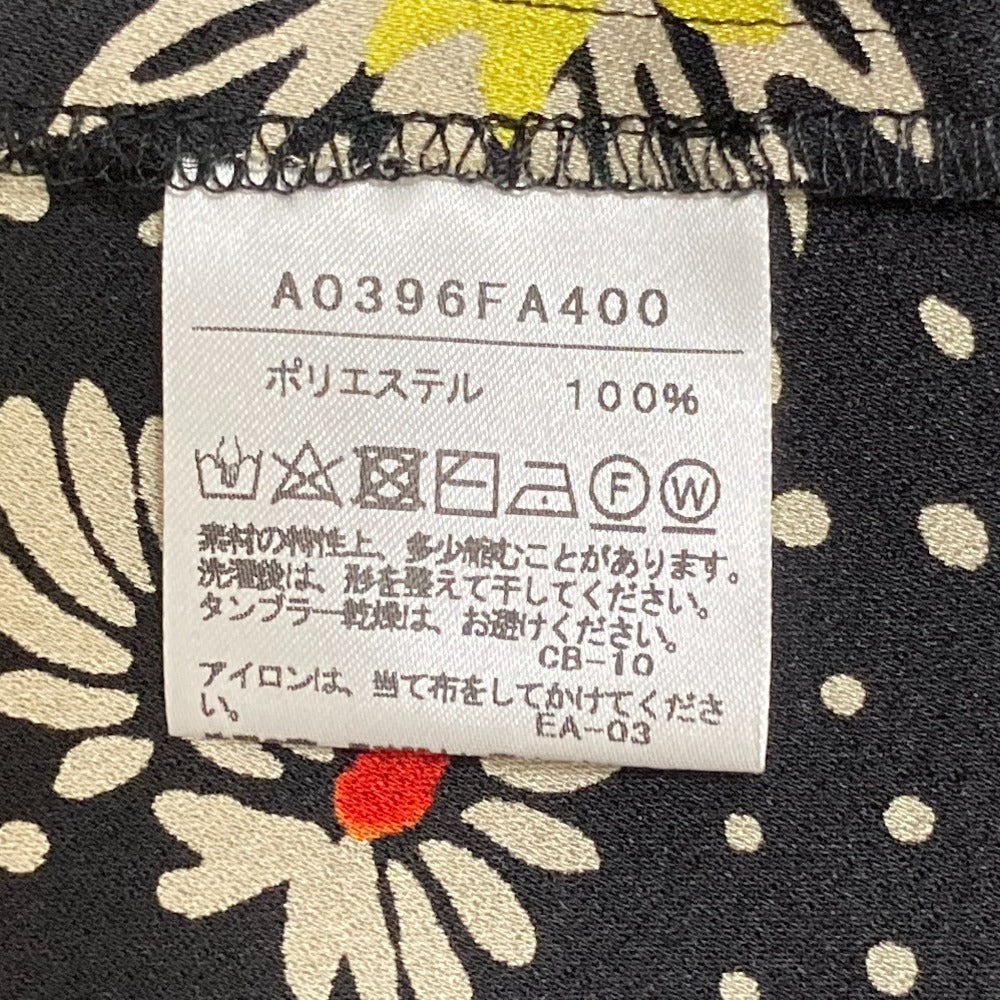 A0396FA400
ポリエステル 100%
F W
素材の特性上、多少縮むことがあります。
洗濯後は、形を整えて干してください。
タンブラー乾燥は、お避けください。
CB-10
アイロンは、当て布をしてかけてくださ
い。
EA-03